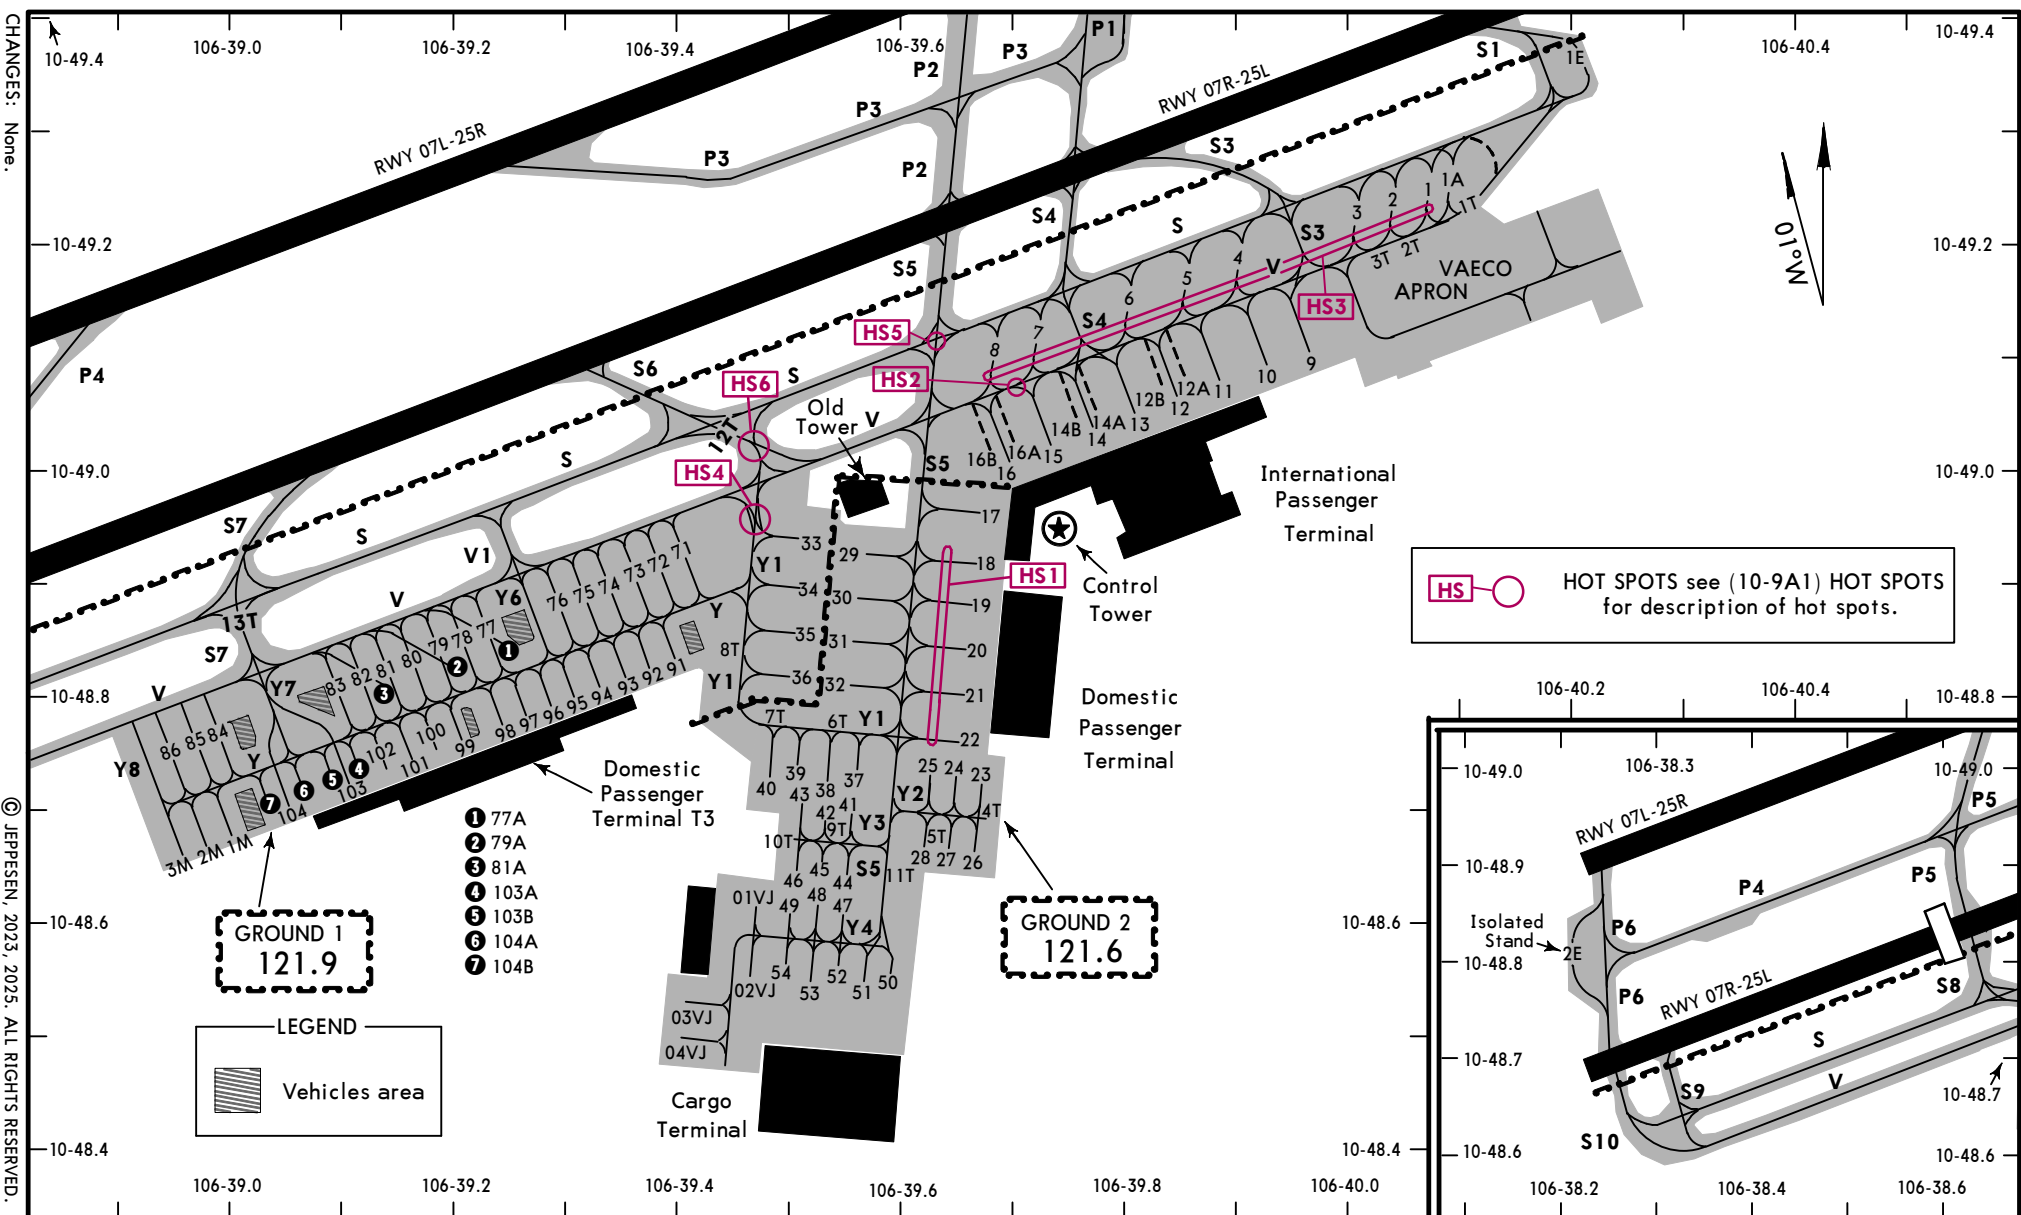 CHANGES: None.
© JEPPESEN, 2023, 2025. ALL RIGHTS RESERVED.
10-49.4
106-39.0
106-39.2
106-39.4
106-39.6
106-40.4
10-49.4
P1
P3
P2
S1
1E
RWY 07R-25L
P3
RWY 07L-25R
P3
P2
S3
01°W
1A
1
2
3
1T
S4
S
S3
10-49.2
10-49.2
S5
4
V
3T
2T
VAECO
APRON
5
6
HS3
S4
HS5
7
8
P4
S6
HS6
S
HS2
9
10
11
12A
12
12B
13
14A
14
14B
15
16A
16
16B
Old
Tower
V
12T
10-49.0
S
HS4
S5
10-49.0
International
Passenger
Terminal
17
S7
S
V1
33
29
18
HS1
Y1
Control
Tower
HS
HOT SPOTS see (10-9A1) HOT SPOTS
for description of hot spots.
71
72
73
74
75
76
Y6
V
34
30
19
13T
Y
77
78
79
80
81
82
83
35
31
20
8T
S7
1
2
3
91
92
93
94
95
96
97
98
Y1
36
32
21
10-48.8
V
Y7
Domestic
Passenger
Terminal
7T
6T
Y1
22
84
85
86
Y8
Y
99
100
101
102
103
104
4
5
6
7
Domestic
Passenger
Terminal T3
40
39
38
37
25
24
23
43
42
41
Y2
4T
9T
Y3
5T
10T
28
27
26
3M 2M 1M
1 77A
2 79A
3 81A
4 103A
5 103B
6 104A
7 104B
46
45
44
S5
11T
01VJ
49
48
47
Y4
GROUND 1
121.9
GROUND 2
121.6
10-48.6
10-48.6
54
53
52
51
50
02VJ
03VJ
04VJ
LEGEND
Vehicles area
Cargo
Terminal
10-48.4
10-48.4
106-39.0
106-39.2
106-39.4
106-39.6
106-39.8
106-40.0
106-40.2
106-40.4
10-48.8
10-49.0
106-38.3
10-49.0
P5
RWY 07L-25R
10-48.9
P4
P5
Isolated
Stand
2E
P6
10-48.8
P6
RWY 07R-25L
S8
10-48.7
S
V
S9
10-48.7
S10
10-48.6
10-48.6
106-38.2
106-38.4
106-38.6